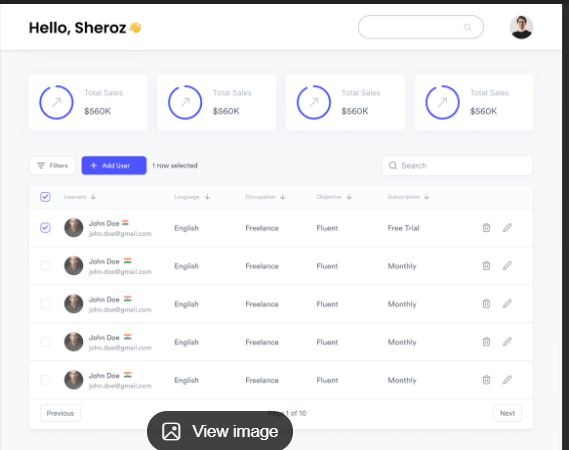 Hello, Sheroz 👋
Total Sales
$560K
Total Sales
$560K
Total Sales
$560K
Total Sales
$560K
Filters
+ Add User
1 row selected
Search
Learners ↓ Language ↓ Occupation ↓ Objective ↓ Subscription ↓
John Doe 🇮🇳
john.doe@gmail.com
English Freelance Fluent Free Trial
John Doe 🇮🇳
john.doe@gmail.com
English Freelance Fluent Monthly
John Doe 🇮🇳
john.doe@gmail.com
English Freelance Fluent Monthly
John Doe 🇮🇳
john.doe@gmail.com
English Freelance Fluent Monthly
John Doe 🇮🇳
john.doe@gmail.com
English Freelance Fluent Monthly
Previous
1 of 10
Next
View image